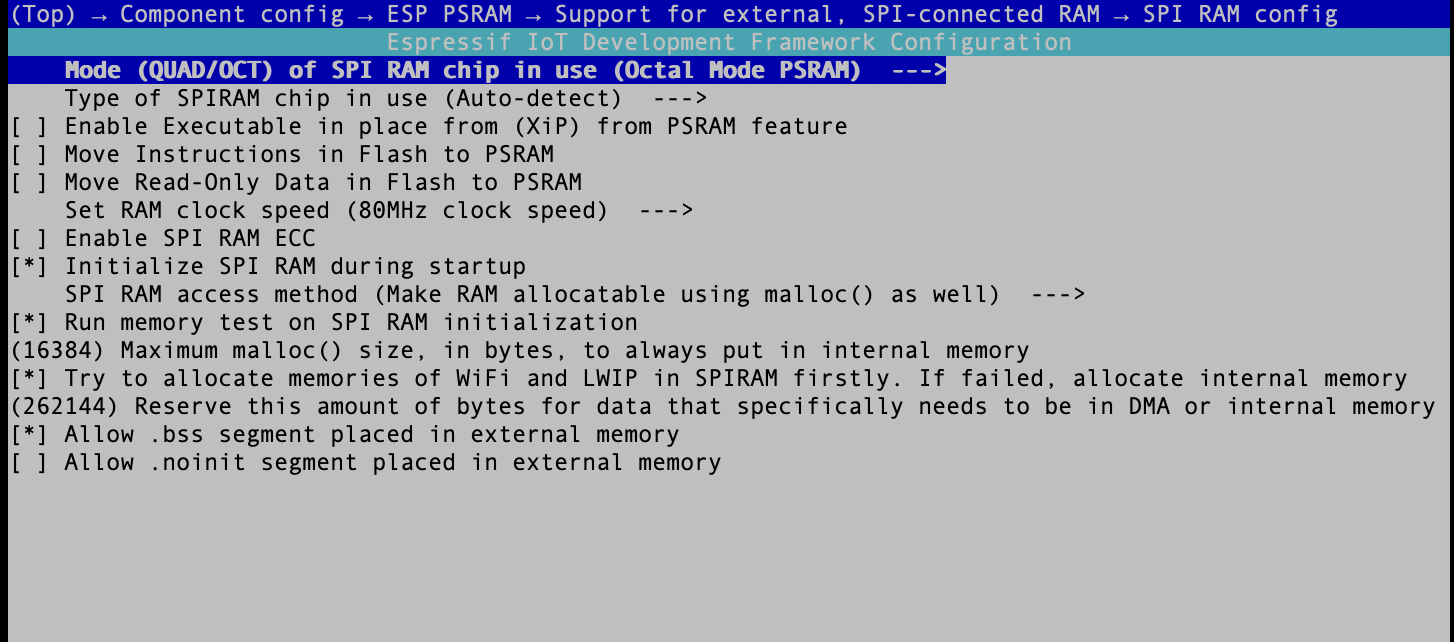 (Top) → Component config → ESP PSRAM → Support for external, SPI-connected RAM → SPI RAM config
Espressif IoT Development Framework Configuration
Mode (QUAD/OCT) of SPI RAM chip in use (Octal Mode PSRAM)  --->
Type of SPIRAM chip in use (Auto-detect)  --->
[ ] Enable Executable in place from (XiP) from PSRAM feature
[ ] Move Instructions in Flash to PSRAM
[ ] Move Read-Only Data in Flash to PSRAM
Set RAM clock speed (80MHz clock speed)  --->
[ ] Enable SPI RAM ECC
[*] Initialize SPI RAM during startup
SPI RAM access method (Make RAM allocatable using malloc() as well)  --->
[*] Run memory test on SPI RAM initialization
(16384) Maximum malloc() size, in bytes, to always put in internal memory
[*] Try to allocate memories of WiFi and LWIP in SPIRAM firstly. If failed, allocate internal memory
(262144) Reserve this amount of bytes for data that specifically needs to be in DMA or internal memory
[*] Allow .bss segment placed in external memory
[ ] Allow .noinit segment placed in external memory